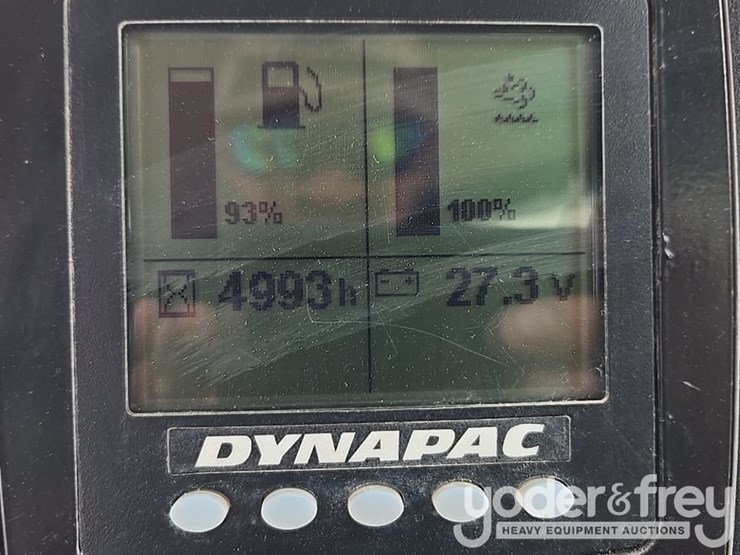 93%
100%
4993h
27.3 v
DYNAPAC
yoder&frey
HEAVY EQUIPMENT AUCTIONS